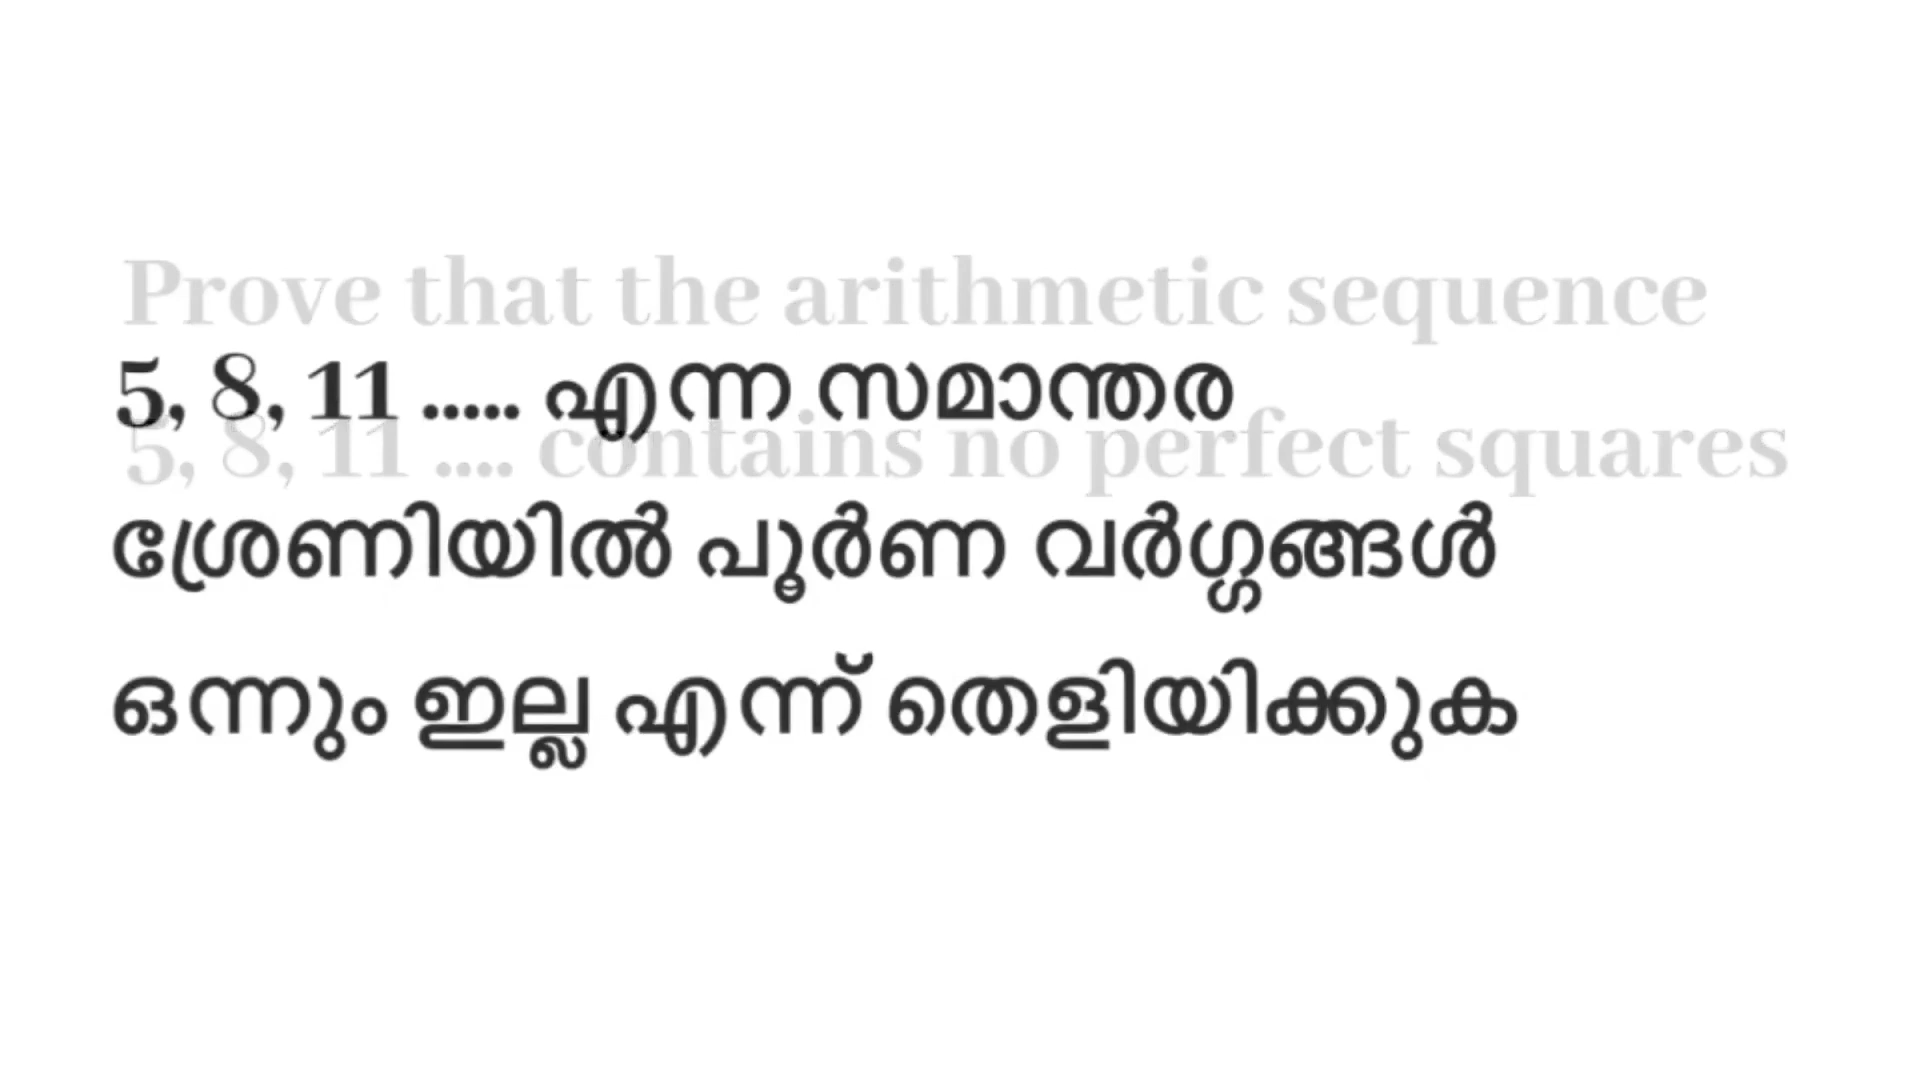 Prove that the arithmetic sequence
5, 8, 11 ..... എന്ന സമാന്തര
5, 8, 11 .... contains no perfect squares
ശ്രേണിയിൽ പൂർണ വർഗ്ഗങ്ങൾ
ഒന്നും ഇല്ല എന്ന് തെളിയിക്കുക